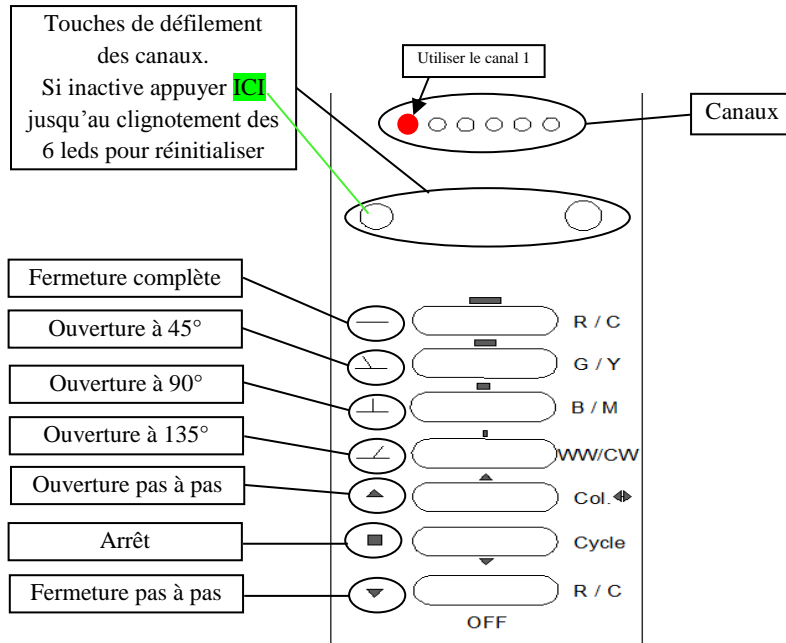 Touches de défilement
des canaux.
Si inactive appuyer ICI
jusqu'au clignotement des
6 leds pour réinitialiser
Utiliser le canal 1
Canaux
Fermeture complète
R / C
Ouverture à 45°
G / Y
Ouverture à 90°
B / M
Ouverture à 135°
WW/CW
Ouverture pas à pas
Col.
Arrêt
Cycle
Fermeture pas à pas
R / C
OFF